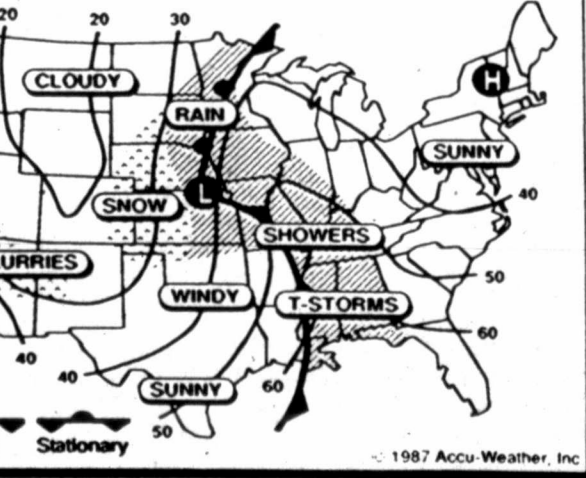 20
20
30
CLOUDY
RAIN
H
SUNNY
L
SNOW
40
SHOWERS
URRIES
50
WINDY
T-STORMS
60
40
40
SUNNY
60
50
Stationary
1987 Accu-Weather, Inc